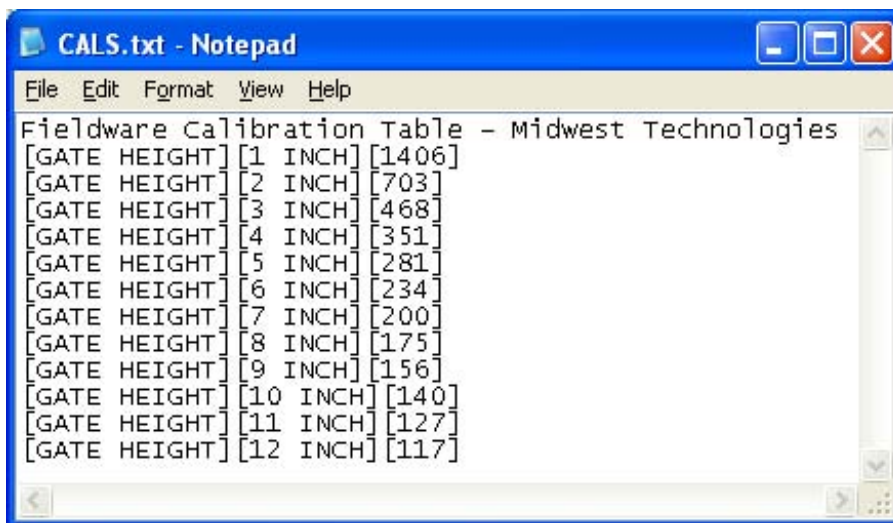 CALS.txt - Notepad
File Edit Format View Help
Fieldware Calibration Table - Midwest Technologies
[GATE HEIGHT][1 INCH][1406]
[GATE HEIGHT][2 INCH][703]
[GATE HEIGHT][3 INCH][468]
[GATE HEIGHT][4 INCH][351]
[GATE HEIGHT][5 INCH][281]
[GATE HEIGHT][6 INCH][234]
[GATE HEIGHT][7 INCH][200]
[GATE HEIGHT][8 INCH][175]
[GATE HEIGHT][9 INCH][156]
[GATE HEIGHT][10 INCH][140]
[GATE HEIGHT][11 INCH][127]
[GATE HEIGHT][12 INCH][117]